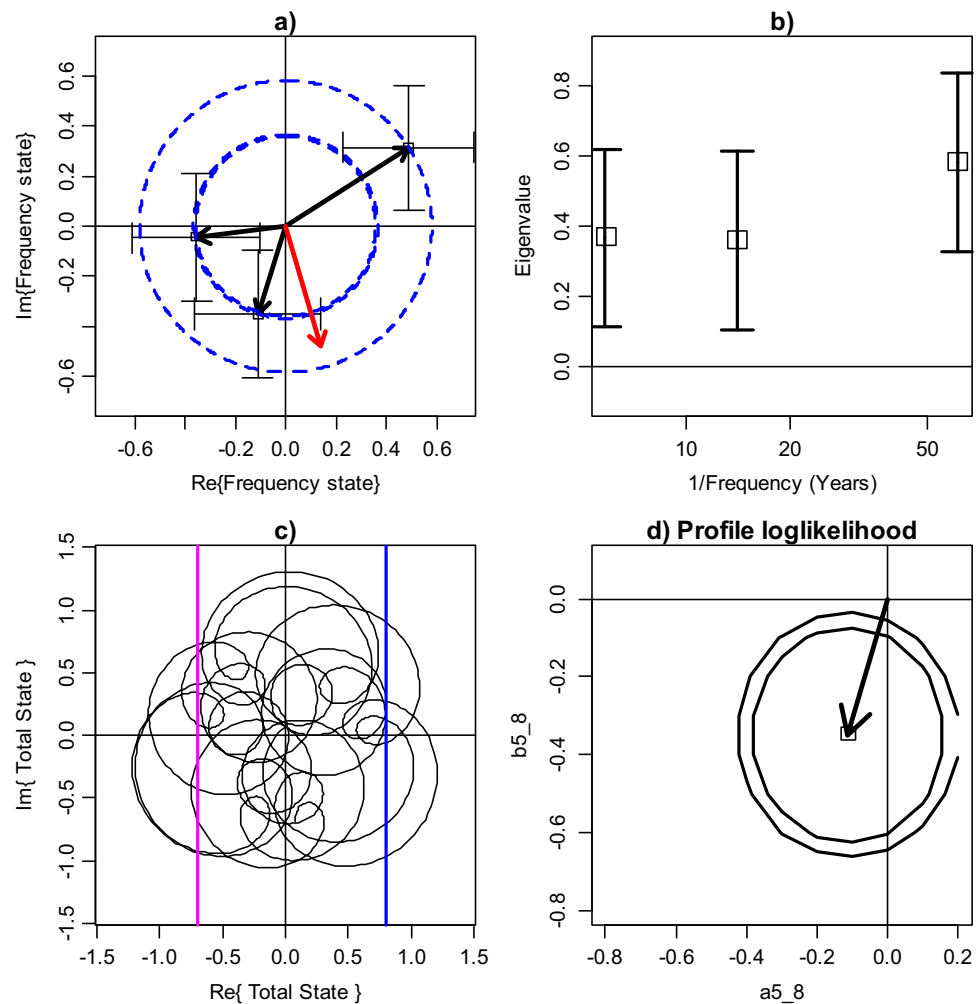 a)
Im{Frequency state}
0.6
0.4
0.2
0.0
-0.2
-0.6
-0.6 -0.2 0.0 0.2 0.4 0.6
Re{Frequency state}
b)
Eigenvalue
0.8
0.6
0.4
0.2
0.0
10 20 50
1/Frequency (Years)
c)
Im{ Total State }
1.5
1.0
0.5
0.0
-0.5
-1.0
-1.5
-1.5 -1.0 -0.5 0.0 0.5 1.0 1.5
Re{ Total State }
d) Profile loglikelihood
b5_8
0.0
-0.2
-0.4
-0.6
-0.8
-0.8 -0.6 -0.4 -0.2 0.0 0.2
a5_8